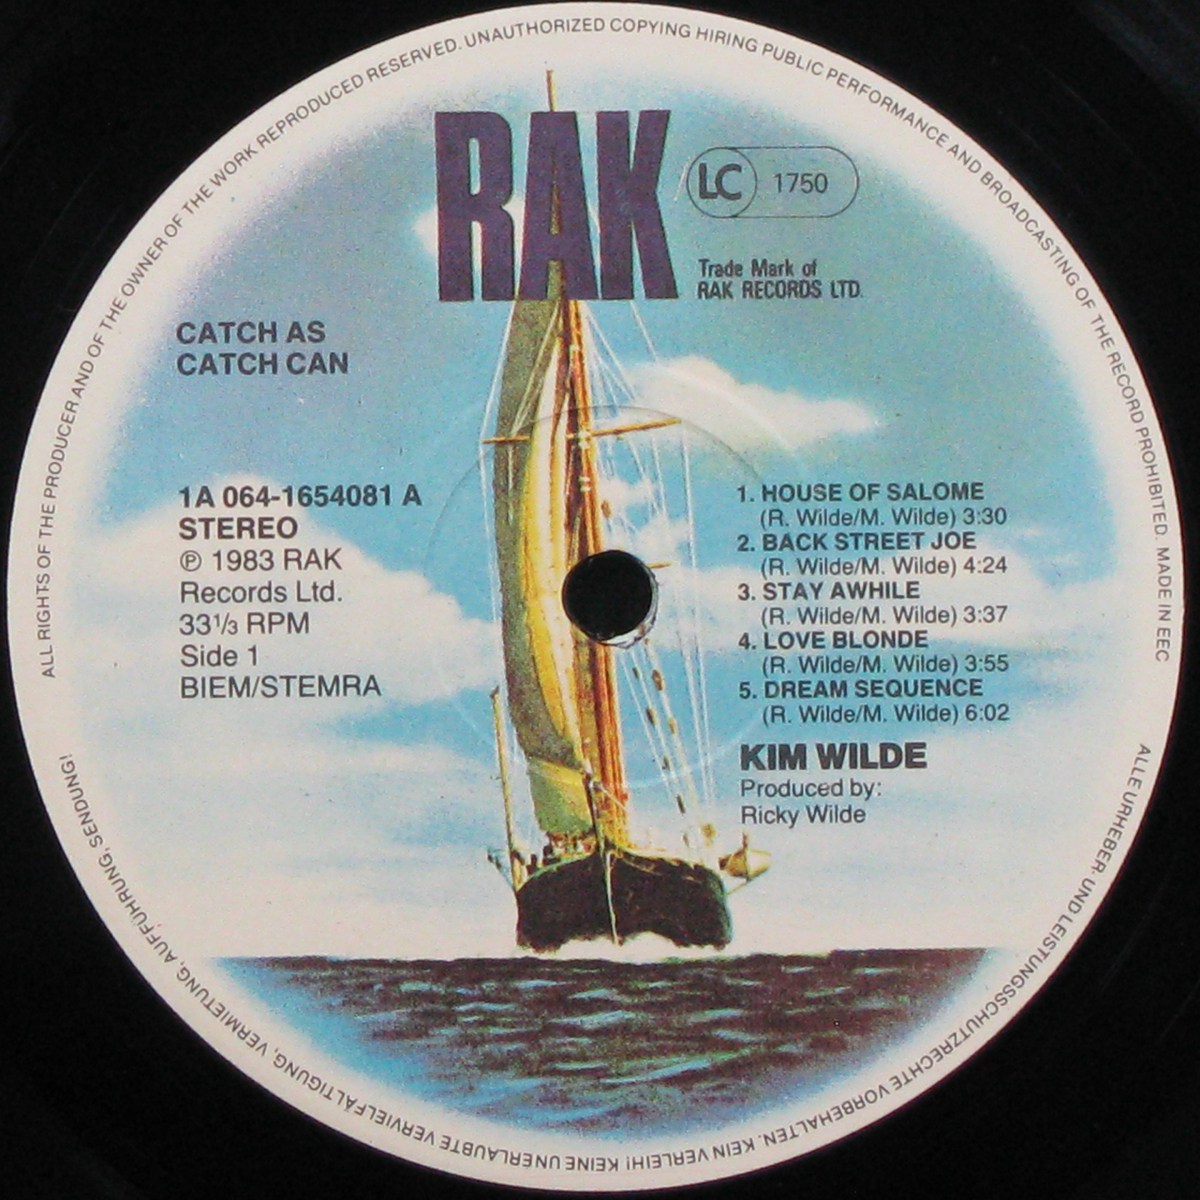 ALL RIGHTS OF THE PRODUCER AND OF THE OWNER OF THE WORK REPRODUCED RESERVED. UNAUTHORIZED COPYING HIRING PUBLIC PERFORMANCE AND BROADCASTING OF THE RECORD PROHIBITED. MADE IN EEC
RAK
LC 1750
Trade Mark of
RAK RECORDS LTD.
CATCH AS
CATCH CAN
1A 064-1654081 A
STEREO
℗ 1983 RAK
Records Ltd.
33 1/3 RPM
Side 1
BIEM/STEMRA
1. HOUSE OF SALOME
(R. Wilde/M. Wilde) 3:30
2. BACK STREET JOE
(R. Wilde/M. Wilde) 4:24
3. STAY AWHILE
(R. Wilde/M. Wilde) 3:37
4. LOVE BLONDE
(R. Wilde/M. Wilde) 3:55
5. DREAM SEQUENCE
(R. Wilde/M. Wilde) 6:02
KIM WILDE
Produced by:
Ricky Wilde
ALLE URHEBER- UND LEISTUNGSSCHUTZRECHTE VORBEHALTEN. KEIN VERLEIH! KEINE UNERLAUBTE VERVIELFÄLTIGUNG, VERMIETUNG, AUFFÜHRUNG, SENDUNG!